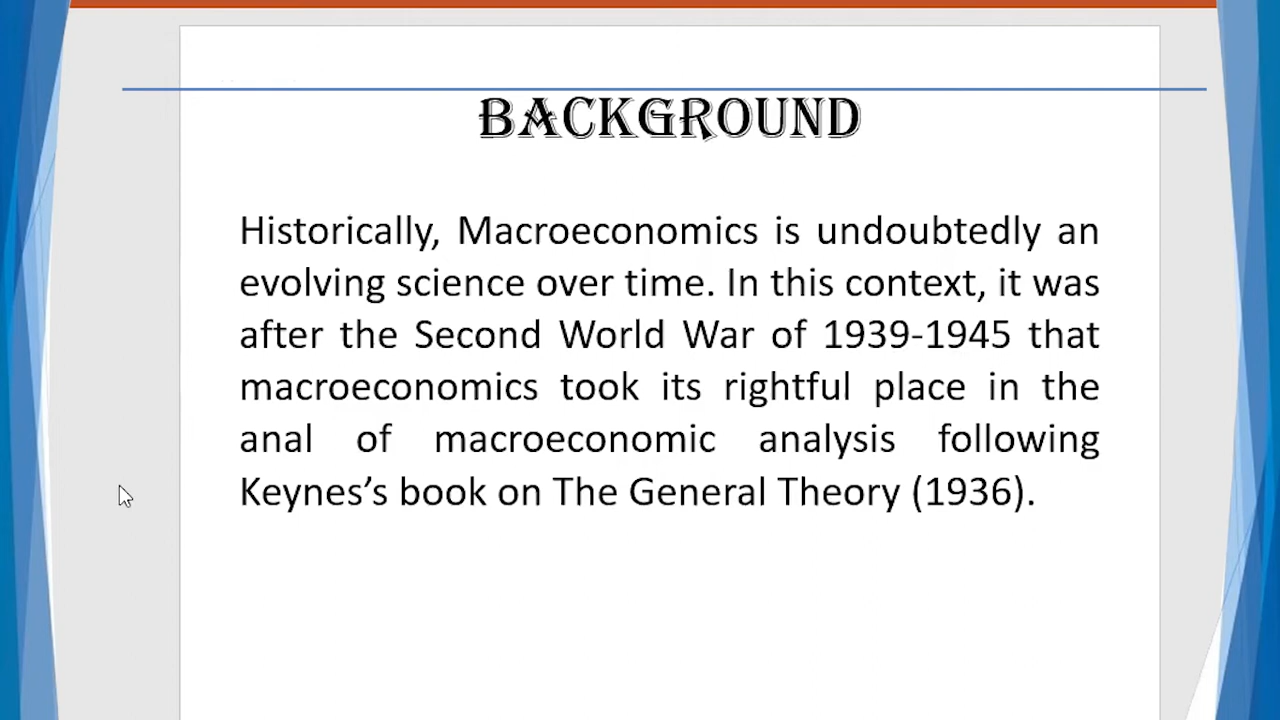 BACKGROUND
Historically, Macroeconomics is undoubtedly an
evolving science over time. In this context, it was
after the Second World War of 1939-1945 that
macroeconomics took its rightful place in the
anal of macroeconomic analysis following
Keynes’s book on The General Theory (1936).